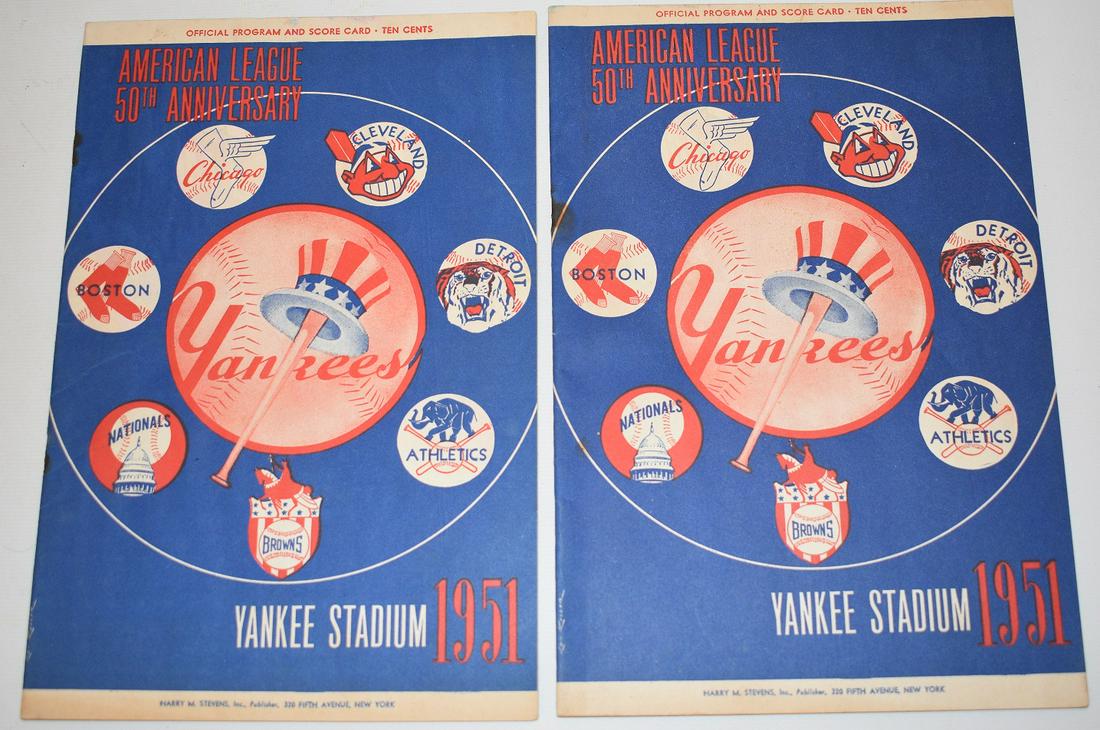 OFFICIAL PROGRAM AND SCORE CARD • TEN CENTS
AMERICAN LEAGUE
50TH ANNIVERSARY
Chicago
CLEVELAND
BOSTON
DETROIT
Yankees
NATIONALS
ATHLETICS
BROWNS
YANKEE STADIUM 1951
HARRY M. STEVENS, Inc., Publisher, 320 FIFTH AVENUE, NEW YORK
OFFICIAL PROGRAM AND SCORE CARD • TEN CENTS
AMERICAN LEAGUE
50TH ANNIVERSARY
Chicago
CLEVELAND
BOSTON
DETROIT
Yankees
NATIONALS
ATHLETICS
BROWNS
YANKEE STADIUM 1951
HARRY M. STEVENS, Inc., Publisher, 320 FIFTH AVENUE, NEW YORK